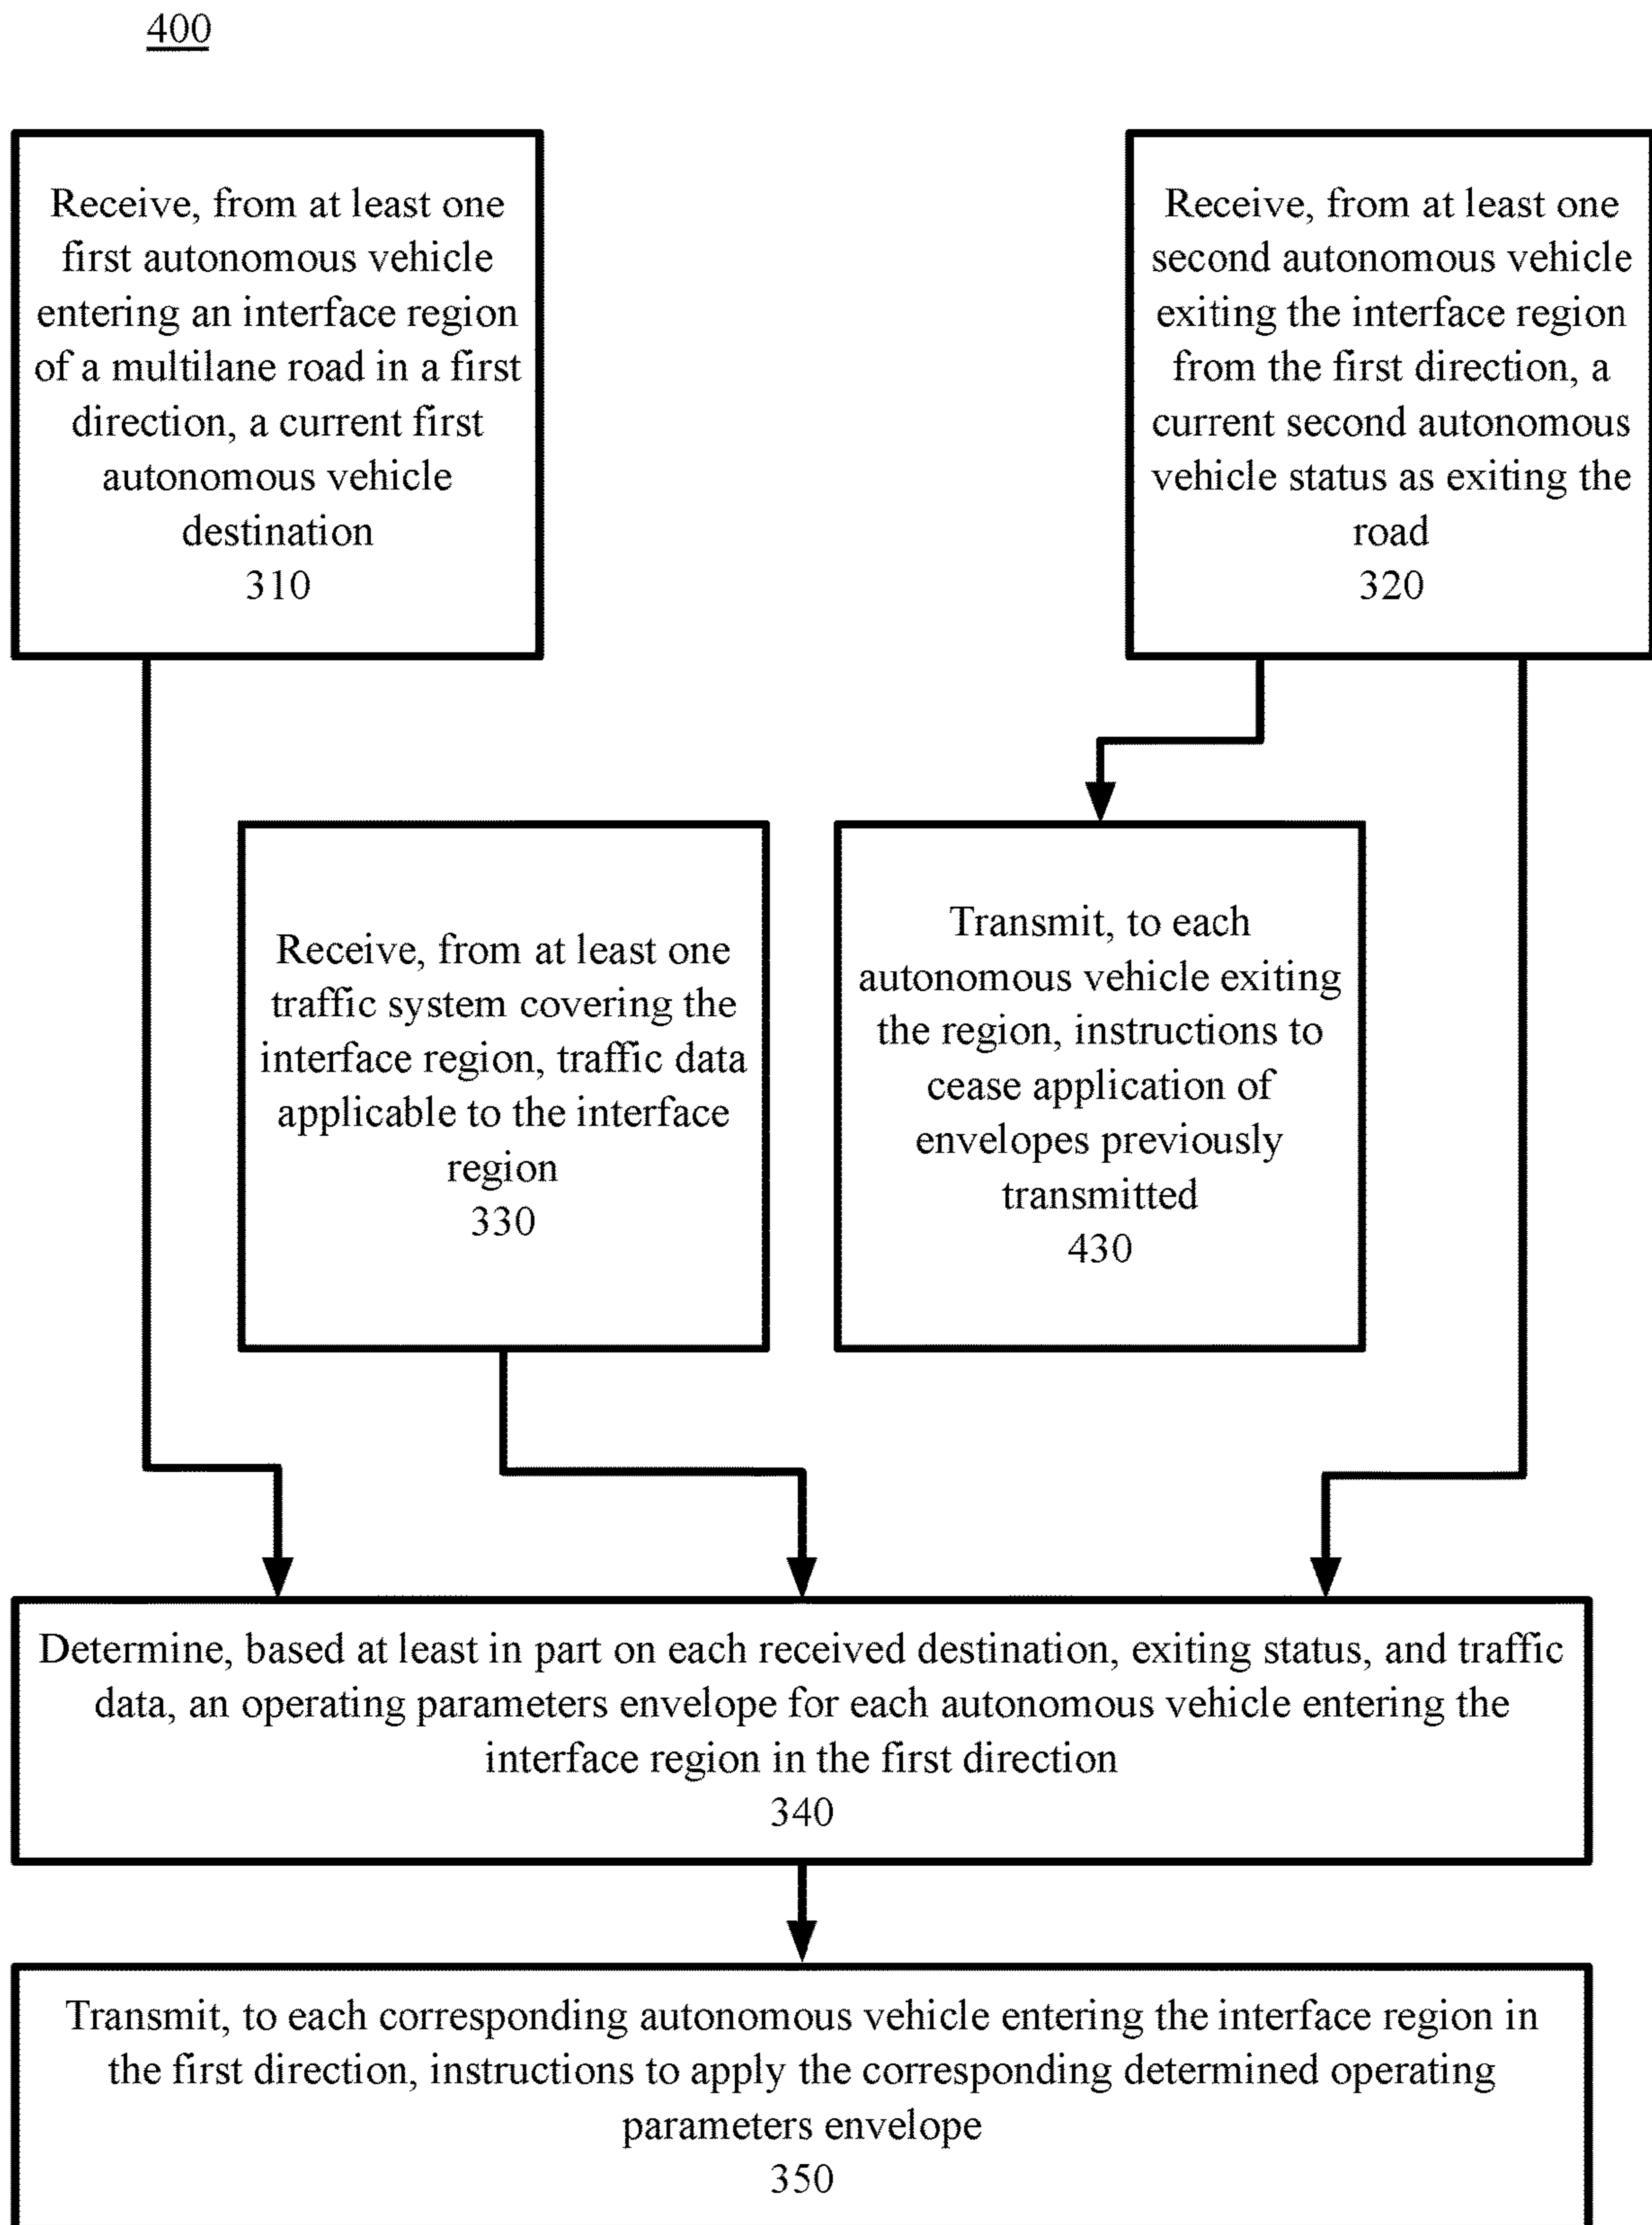 400
Receive, from at least one
first autonomous vehicle
entering an interface region
of a multilane road in a first
direction, a current first
autonomous vehicle
destination
310
Receive, from at least one
second autonomous vehicle
exiting the interface region
from the first direction, a
current second autonomous
vehicle status as exiting the
road
320
Receive, from at least one
traffic system covering the
interface region, traffic data
applicable to the interface
region
330
Transmit, to each
autonomous vehicle exiting
the region, instructions to
cease application of
envelopes previously
transmitted
430
Determine, based at least in part on each received destination, exiting status, and traffic
data, an operating parameters envelope for each autonomous vehicle entering the
interface region in the first direction
340
Transmit, to each corresponding autonomous vehicle entering the interface region in
the first direction, instructions to apply the corresponding determined operating
parameters envelope
350